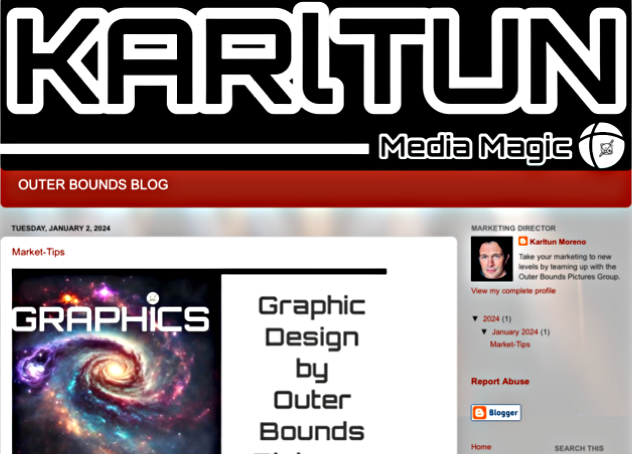 KARLTUN
Media Magic
OUTER BOUNDS BLOG
TUESDAY, JANUARY 2, 2024
Market-Tips
GRAPHICS
Graphic
Design
by
Outer
Bounds
MARKETING DIRECTOR
Karltun Moreno
Take your marketing to new
levels by teaming up with the
Outer Bounds Pictures Group.
View my complete profile
▼ 2024 (1)
▼ January 2024 (1)
Market-Tips
Report Abuse
Blogger
Home
SEARCH THIS